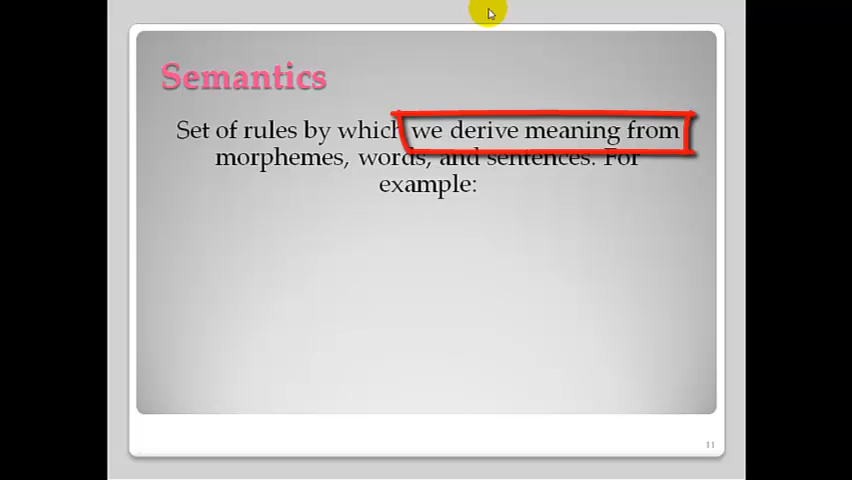 Semantics
Set of rules by which we derive meaning from
morphemes, words, and sentences. For
example:
11